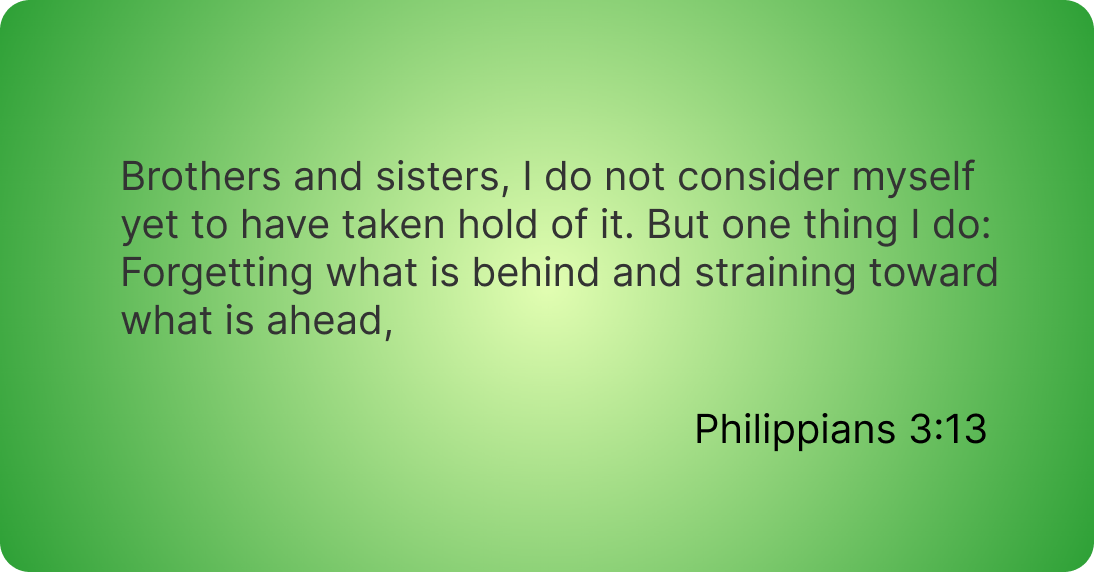 Brothers and sisters, I do not consider myself
yet to have taken hold of it. But one thing I do:
Forgetting what is behind and straining toward
what is ahead,
Philippians 3:13